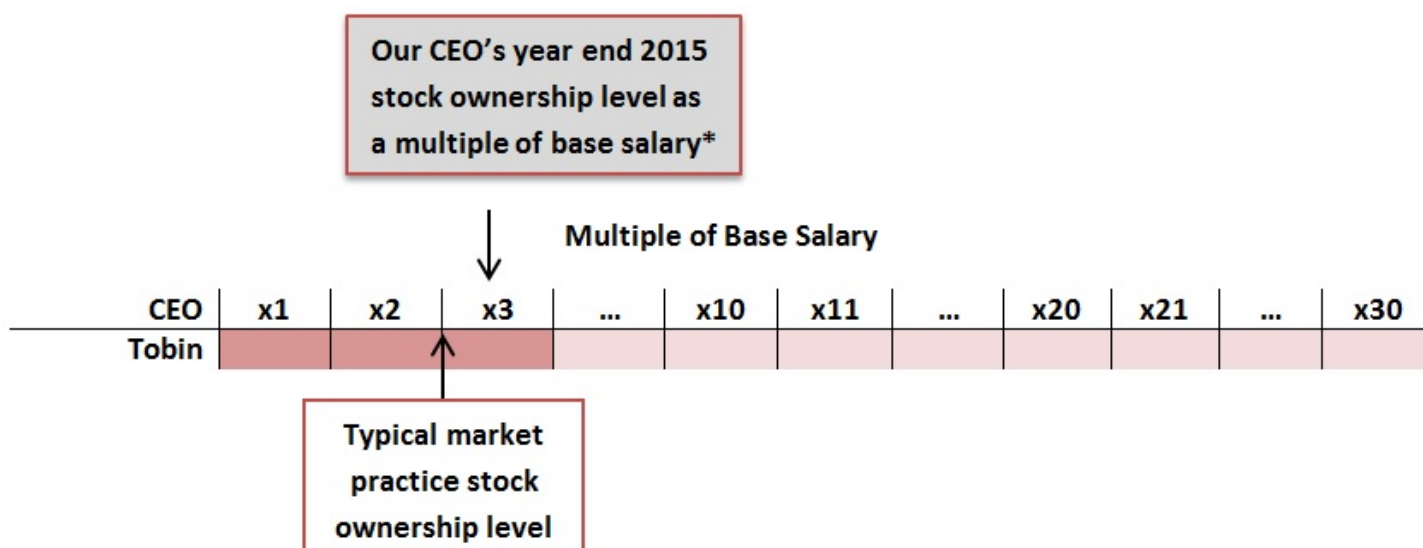 Our CEO's year end 2015
stock ownership level as
a multiple of base salary*
Multiple of Base Salary
CEO x1 x2 x3 ... x10 x11 ... x20 x21 ... x30
Tobin
Typical market
practice stock
ownership level